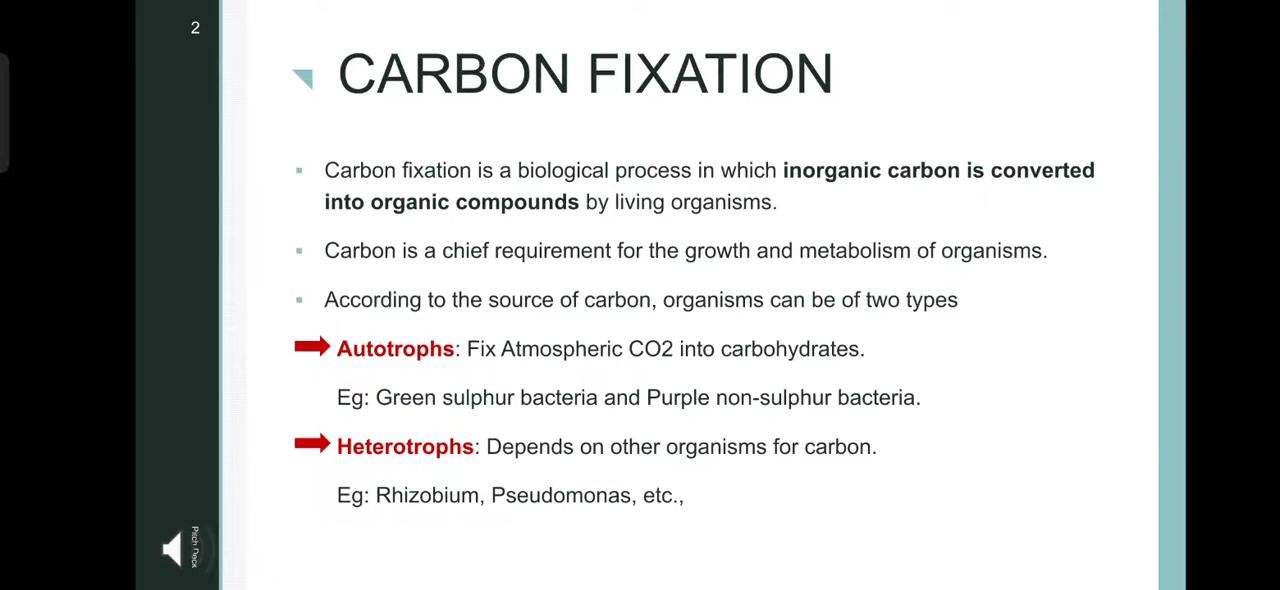 2
CARBON FIXATION
Carbon fixation is a biological process in which inorganic carbon is converted
into organic compounds by living organisms.
Carbon is a chief requirement for the growth and metabolism of organisms.
According to the source of carbon, organisms can be of two types
Autotrophs: Fix Atmospheric CO2 into carbohydrates.
Eg: Green sulphur bacteria and Purple non-sulphur bacteria.
Heterotrophs: Depends on other organisms for carbon.
Eg: Rhizobium, Pseudomonas, etc.,
Pitch Deck